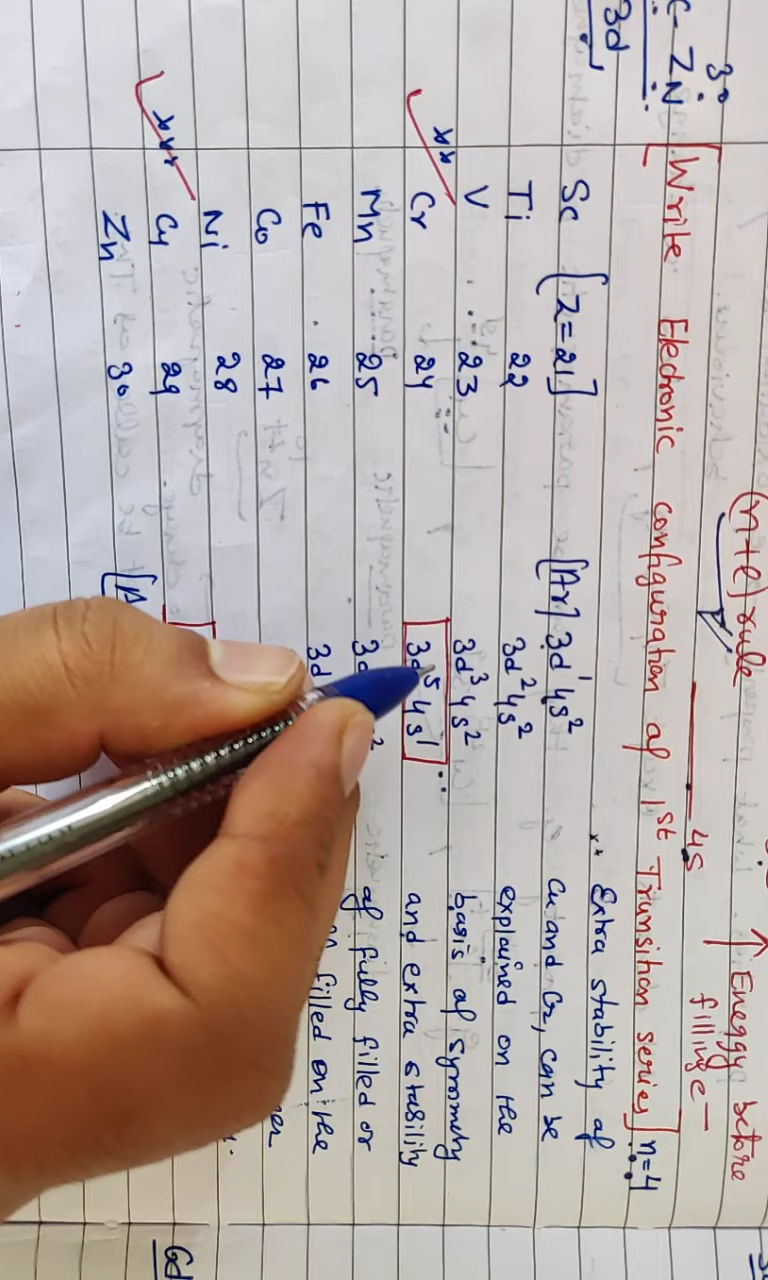 30
- ZN
3d
(n+l) rule
4s
↑ Energy before
filling e-
[Write Electronic configuration of 1st Transition series] n=4
Sc [Z=21] [Ar] 3d1 4s2
Ti 22 3d2 4s2
V 23 3d3 4s2
** Cr 24 3d5 4s1
Mn 25
Fe 26 3d
Co 27
Ni 28
*** Cu 29
Zn 30
** Extra stability of
Cu and Cr, can be
explained on the
basis of symmetry
and extra stability
of fully filled or
filled on the